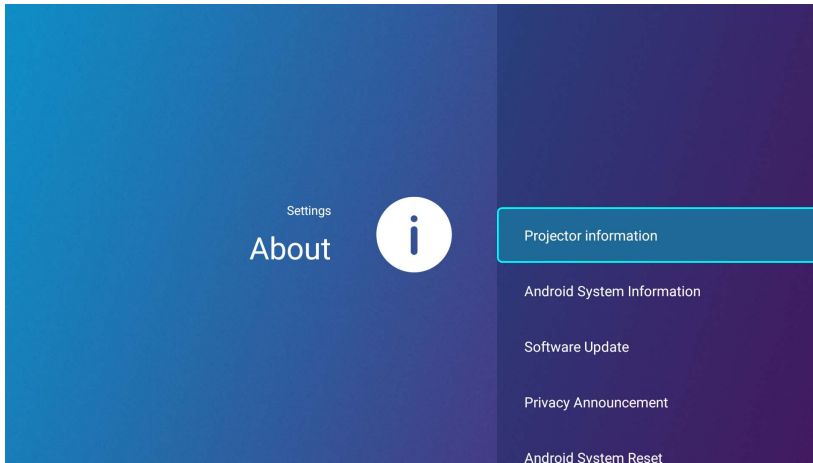 Settings
About
Projector information
Android System Information
Software Update
Privacy Announcement
Android System Reset